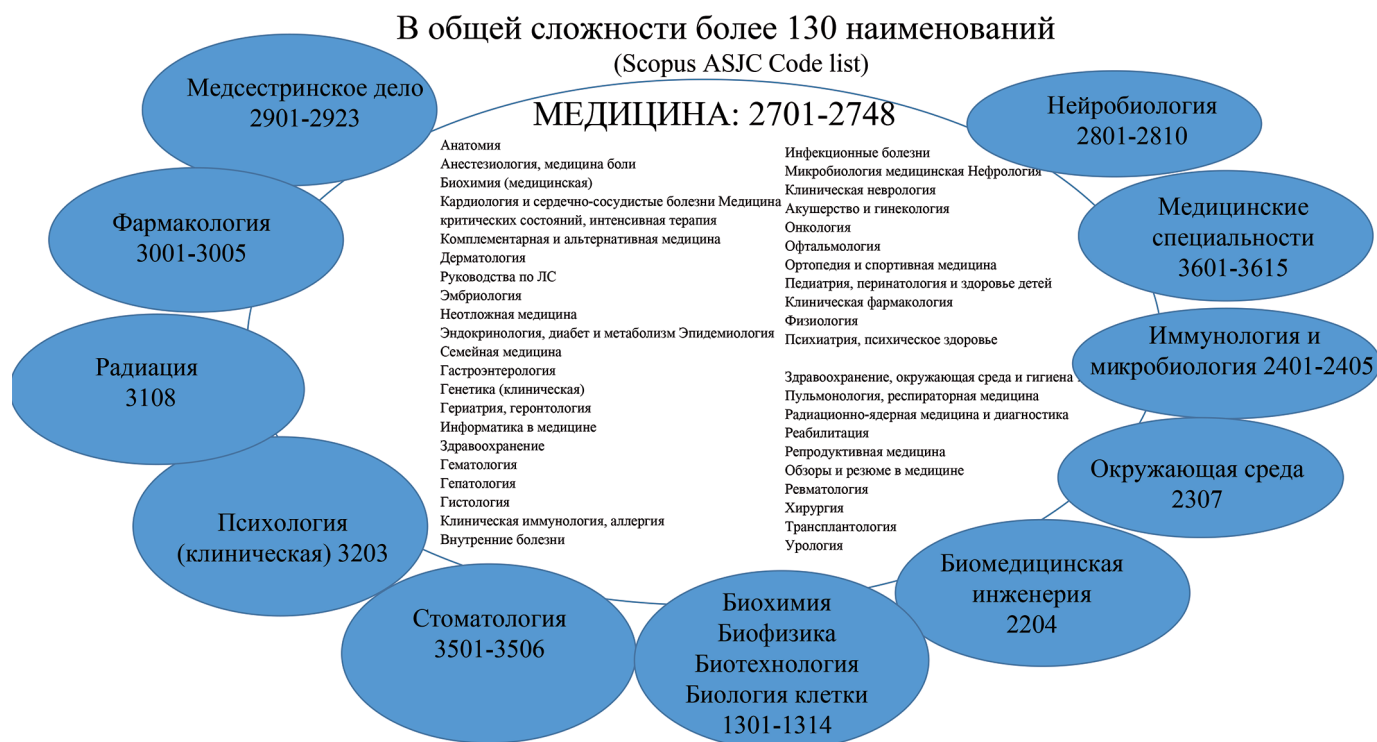 В общей сложности более 130 наименований
(Scopus ASJC Code list)
МЕДИЦИНА: 2701-2748
Медсестринское дело
2901-2923
Фармакология
3001-3005
Радиация
3108
Психология
(клиническая) 3203
Стоматология
3501-3506
Биохимия
Биофизика
Биотехнология
Биология клетки
1301-1314
Биомедицинская
инженерия
2204
Окружающая среда
2307
Иммунология и
микробиология 2401-2405
Медицинские
специальности
3601-3615
Нейробиология
2801-2810
Анатомия
Анестезиология, медицина боли
Биохимия (медицинская)
Кардиология и сердечно-сосудистые болезни Медицина
критических состояний, интенсивная терапия
Комплементарная и альтернативная медицина
Дерматология
Руководства по ЛС
Эмбриология
Неотложная медицина
Эндокринология, диабет и метаболизм Эпидемиология
Семейная медицина
Гастроэнтерология
Генетика (клиническая)
Гериатрия, геронтология
Информатика в медицине
Здравоохранение
Гематология
Гепатология
Гистология
Клиническая иммунология, аллергия
Внутренние болезни
Инфекционные болезни
Микробиология медицинская Нефрология
Клиническая неврология
Акушерство и гинекология
Онкология
Офтальмология
Ортопедия и спортивная медицина
Педиатрия, перинатология и здоровье детей
Клиническая фармакология
Физиология
Психиатрия, психическое здоровье
Здравоохранение, окружающая среда и гигиена
Пульмонология, респираторная медицина
Радиационно-ядерная медицина и диагностика
Реабилитация
Репродуктивная медицина
Обзоры и резюме в медицине
Ревматология
Хирургия
Трансплантология
Урология